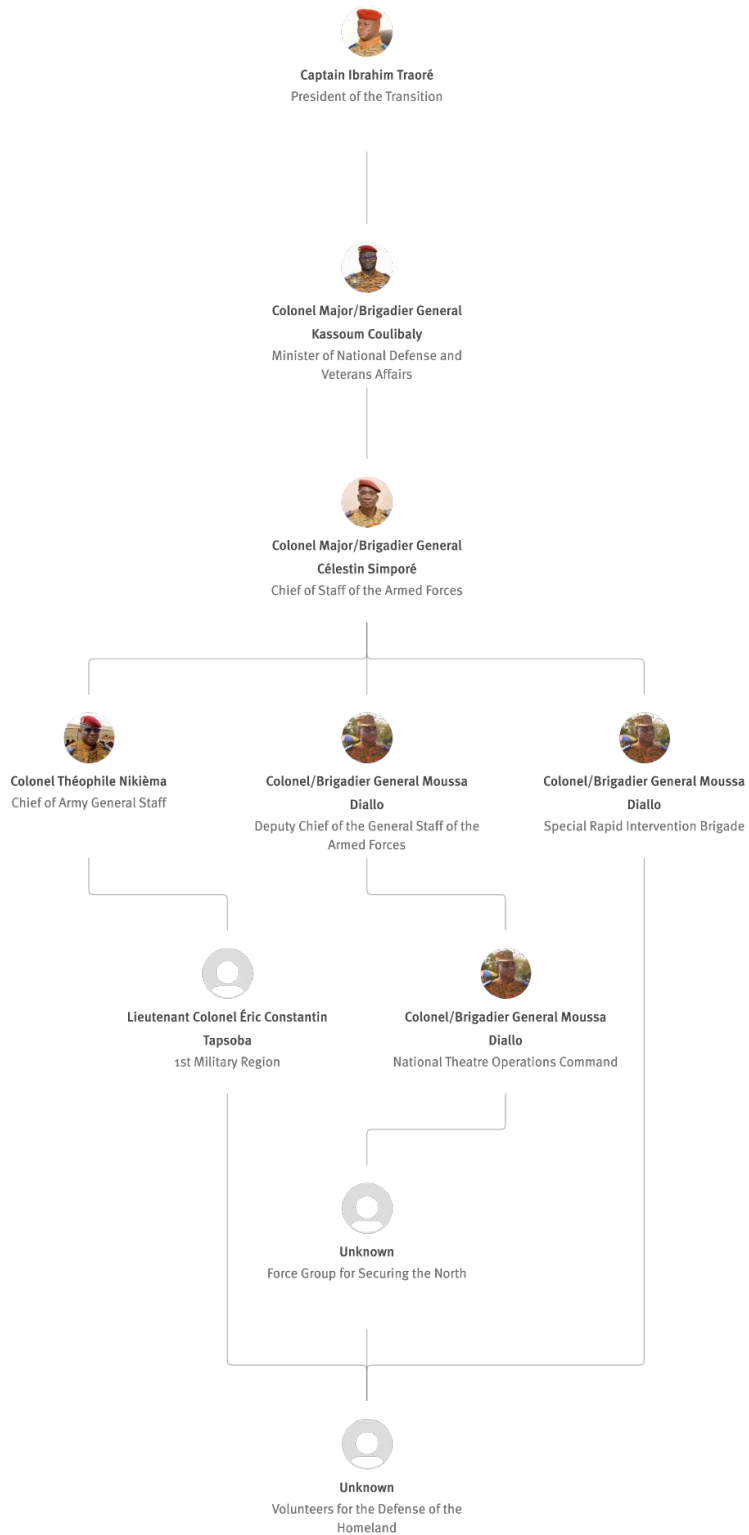 Captain Ibrahim Traoré
President of the Transition
Colonel Major/Brigadier General
Kassoum Coulibaly
Minister of National Defense and
Veterans Affairs
Colonel Major/Brigadier General
Célestin Simporé
Chief of Staff of the Armed Forces
Colonel Théophile Nikièma
Chief of Army General Staff
Colonel/Brigadier General Moussa
Diallo
Deputy Chief of the General Staff of the
Armed Forces
Colonel/Brigadier General Moussa
Diallo
Special Rapid Intervention Brigade
Lieutenant Colonel Éric Constantin
Tapsoba
1st Military Region
Colonel/Brigadier General Moussa
Diallo
National Theatre Operations Command
Unknown
Force Group for Securing the North
Unknown
Volunteers for the Defense of the
Homeland